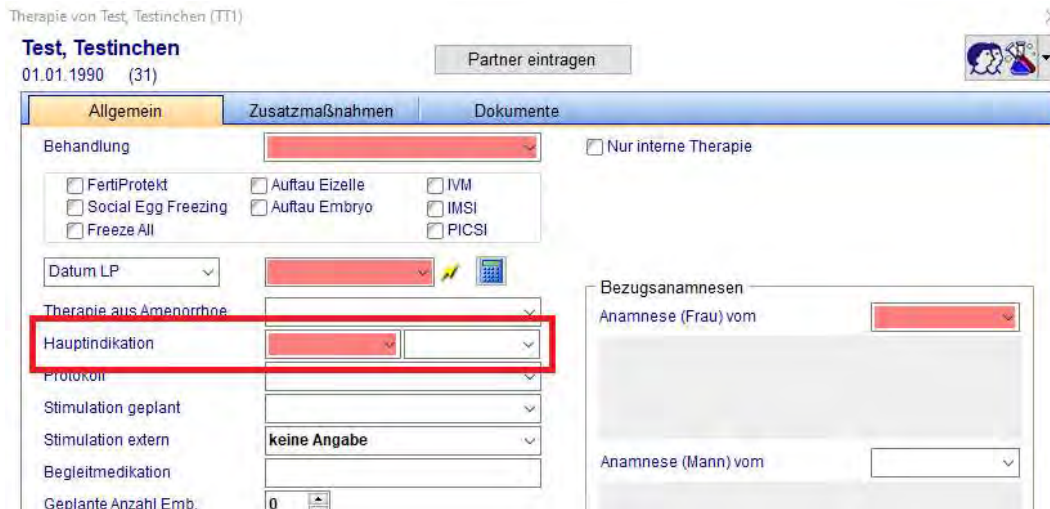 Therapie von Test, Testinchen (TT1)
Test, Testinchen
01.01.1990 (31)
Partner eintragen
Allgemein Zusatzmaßnahmen Dokumente
Behandlung
Nur interne Therapie
FertiProtekt Auftau Eizelle IVM
Social Egg Freezing Auftau Embryo IMSI
Freeze All PICSI
Datum LP
Therapie aus Amenorrhoe
Hauptindikation
Protokoll
Stimulation geplant
Stimulation extern keine Angabe
Begleitmedikation
Geplante Anzahl Emb. 0
Bezugsanamnesen
Anamnese (Frau) vom
Anamnese (Mann) vom